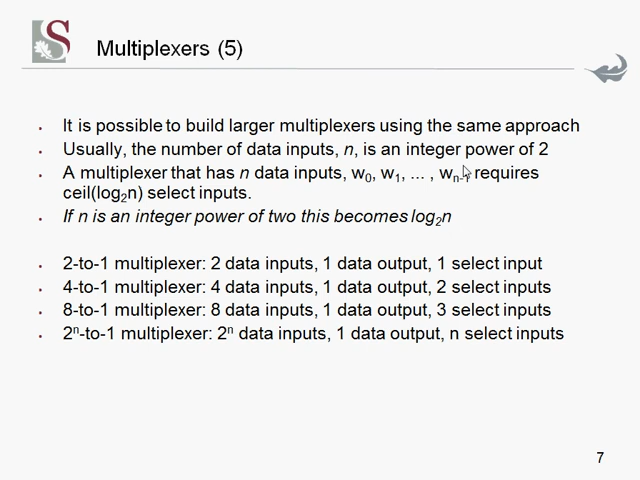 S
Multiplexers (5)
• It is possible to build larger multiplexers using the same approach
• Usually, the number of data inputs, n, is an integer power of 2
• A multiplexer that has n data inputs, w₀, w₁, ... , wₙ₋₁ requires
ceil(log₂n) select inputs.
• If n is an integer power of two this becomes log₂n
• 2-to-1 multiplexer: 2 data inputs, 1 data output, 1 select input
• 4-to-1 multiplexer: 4 data inputs, 1 data output, 2 select inputs
• 8-to-1 multiplexer: 8 data inputs, 1 data output, 3 select inputs
• 2ⁿ-to-1 multiplexer: 2ⁿ data inputs, 1 data output, n select inputs
7